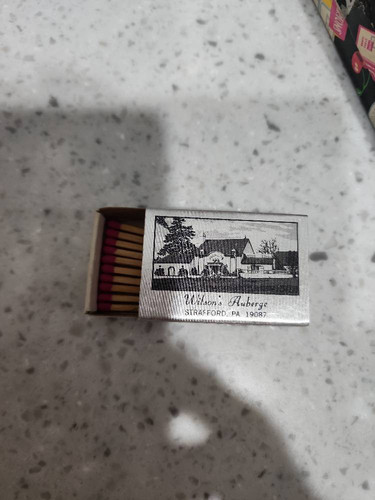 Wilson's Auberge
STRAFFORD, PA 19087